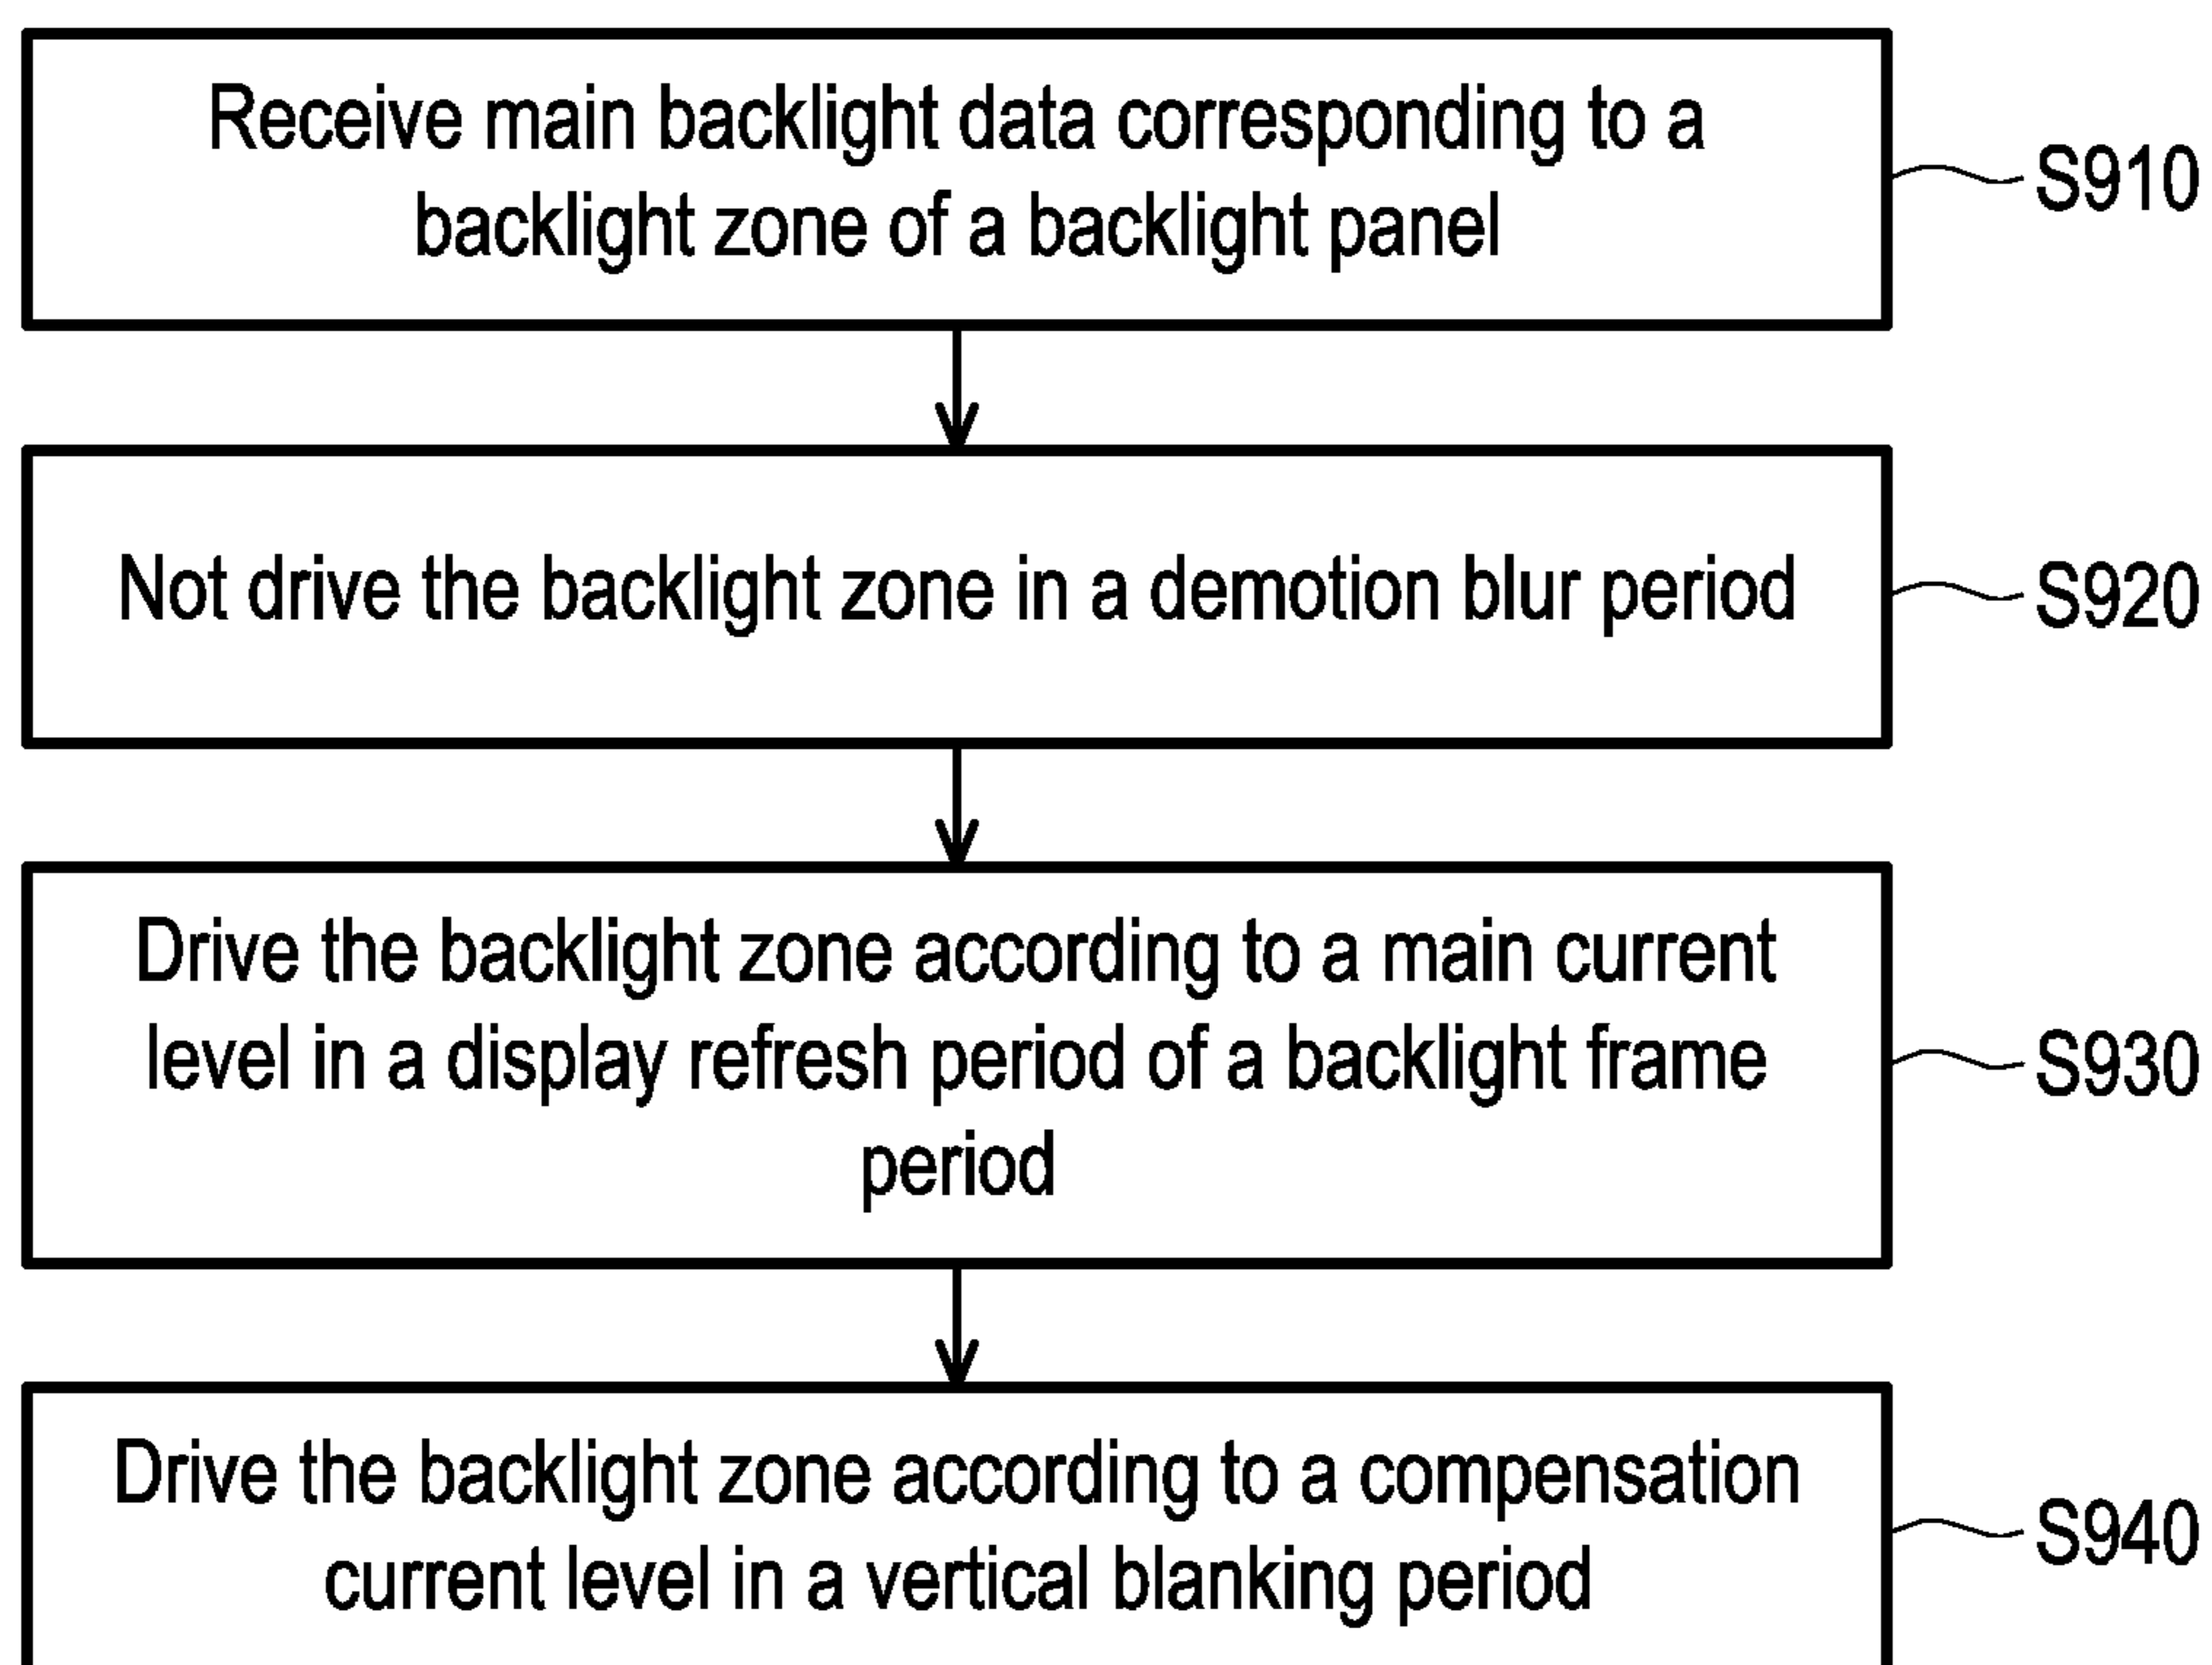 Receive main backlight data corresponding to a
backlight zone of a backlight panel
S910
Not drive the backlight zone in a demotion blur period
S920
Drive the backlight zone according to a main current
level in a display refresh period of a backlight frame
period
S930
Drive the backlight zone according to a compensation
current level in a vertical blanking period
S940